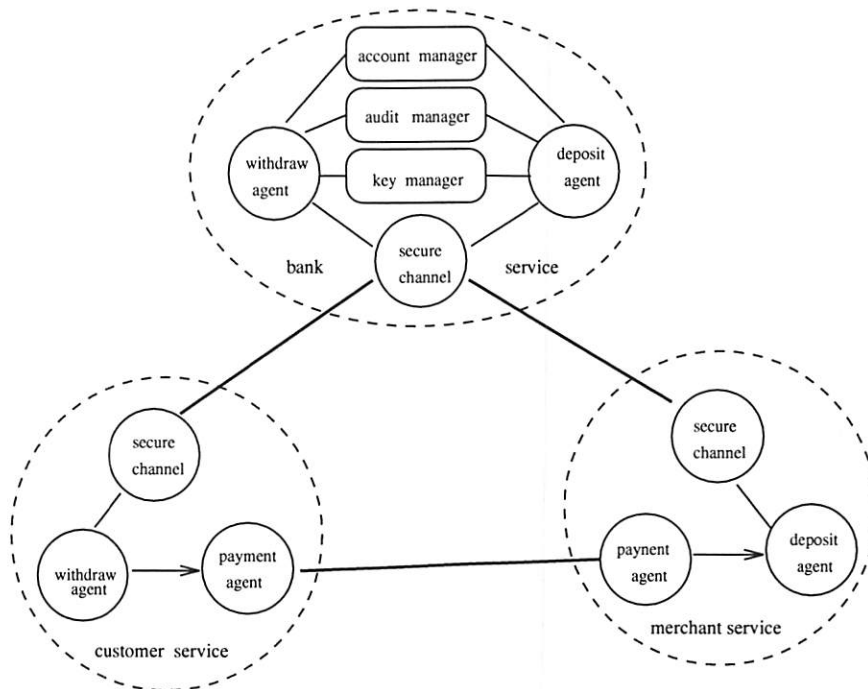 account manager
audit manager
withdraw
agent
deposit
agent
key manager
secure
channel
bank
service
secure
channel
secure
channel
withdraw
agent
payment
agent
paynent
agent
deposit
agent
customer service
merchant service